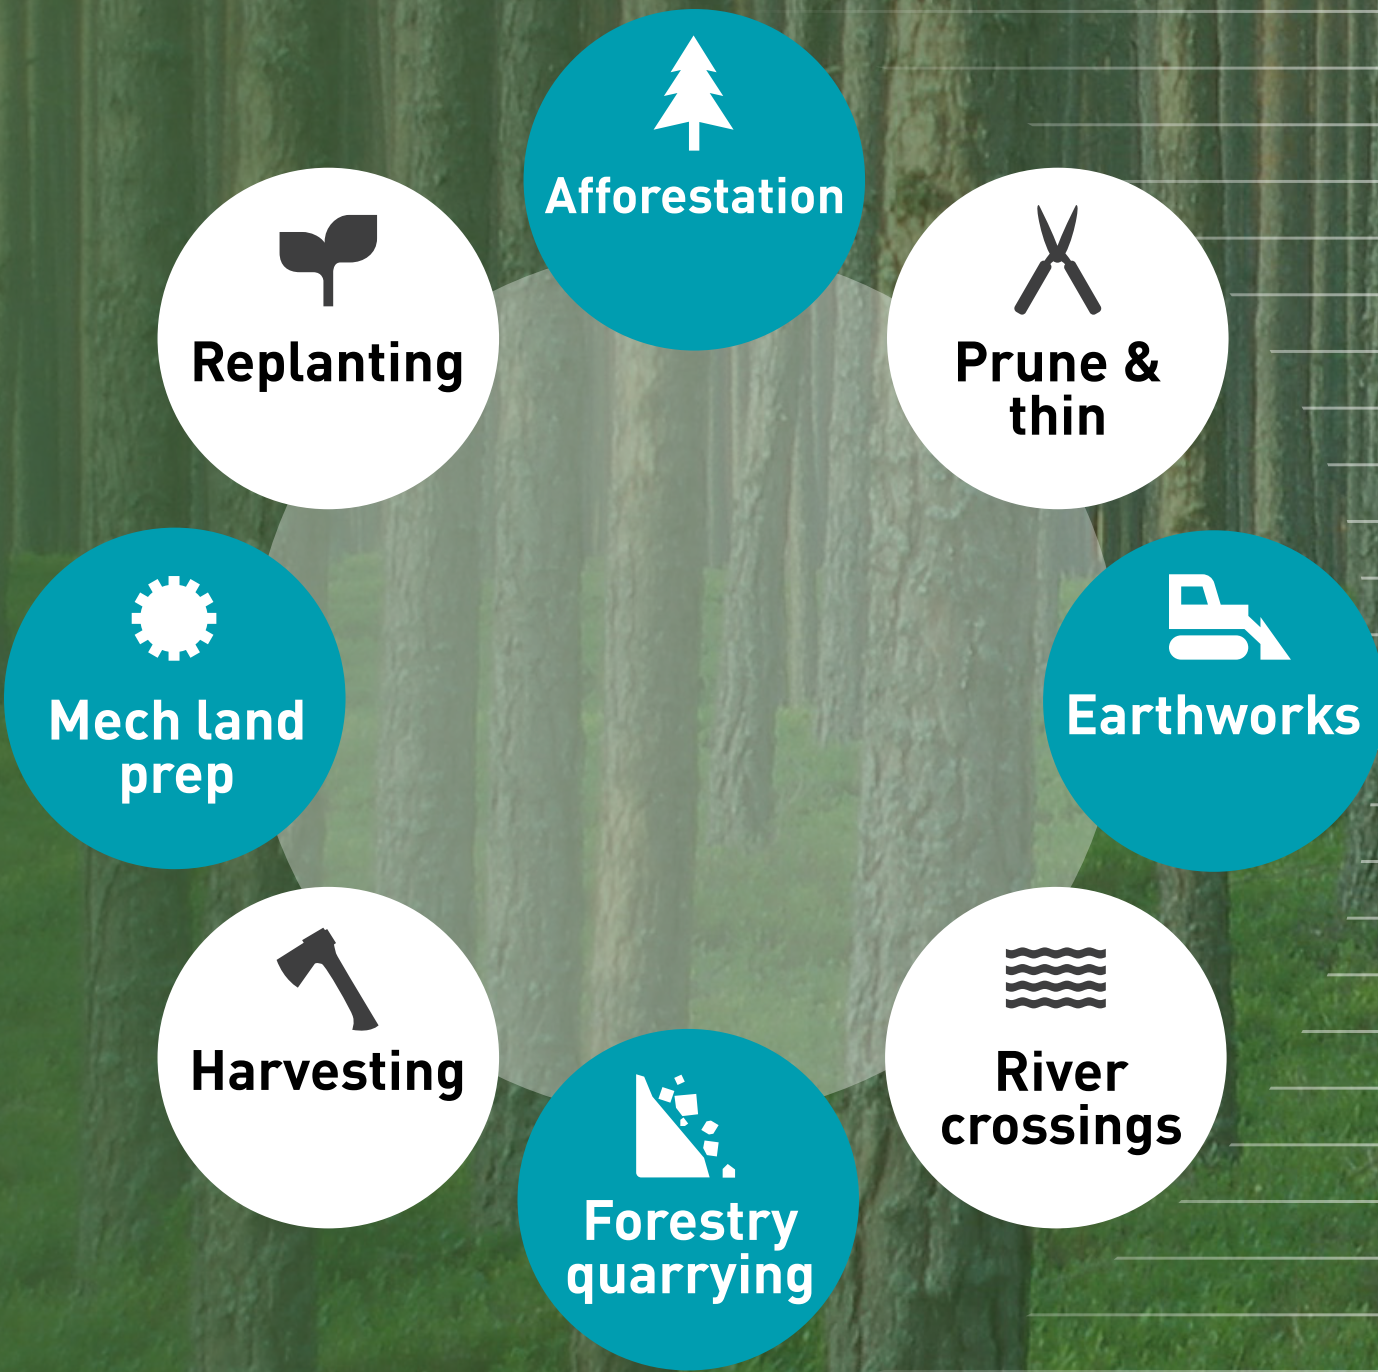 Afforestation
Prune &
thin
Earthworks
River
crossings
Forestry
quarrying
Harvesting
Mech land
prep
Replanting